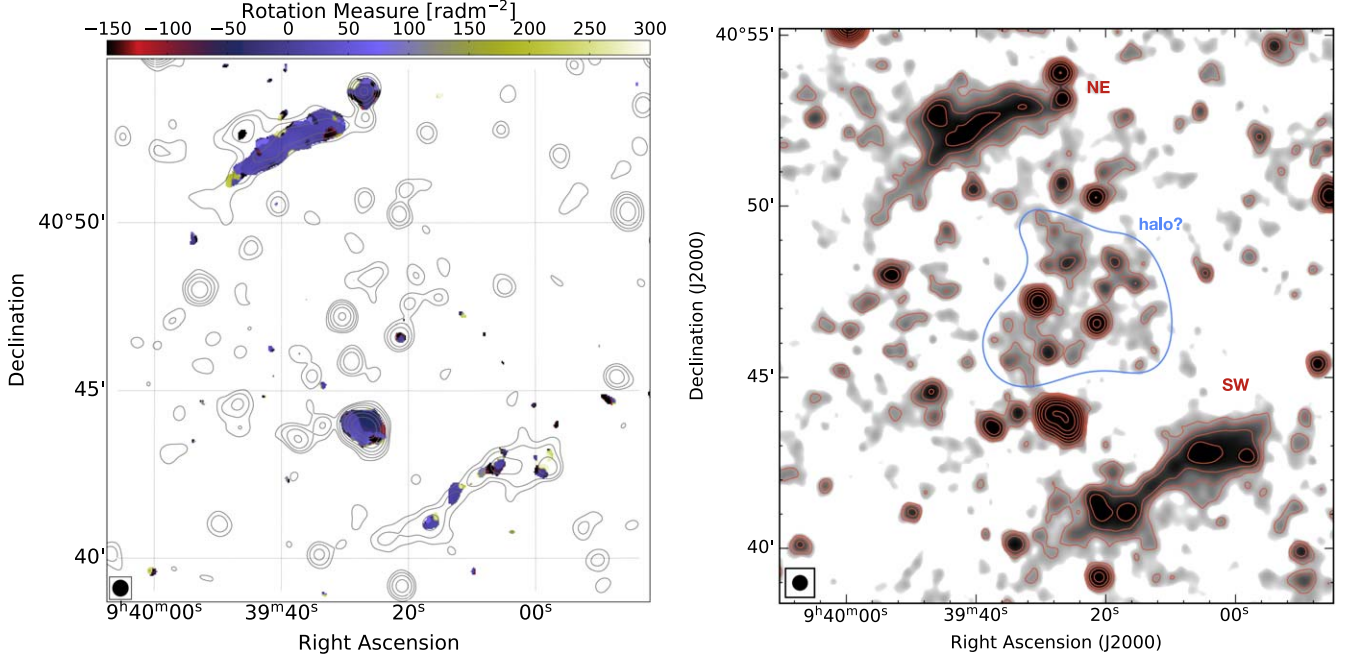 Rotation Measure [radm⁻²]
−150 −100 −50 0 50 100 150 200 250 300
40°50'
45'
40'
Declination
9ʰ40ᵐ00ˢ 39ᵐ40ˢ 20ˢ 00ˢ
Right Ascension
40°55'
50'
45'
40'
Declination (J2000)
NE
halo?
SW
9ʰ40ᵐ00ˢ 39ᵐ40ˢ 20ˢ 00ˢ
Right Ascension (J2000)